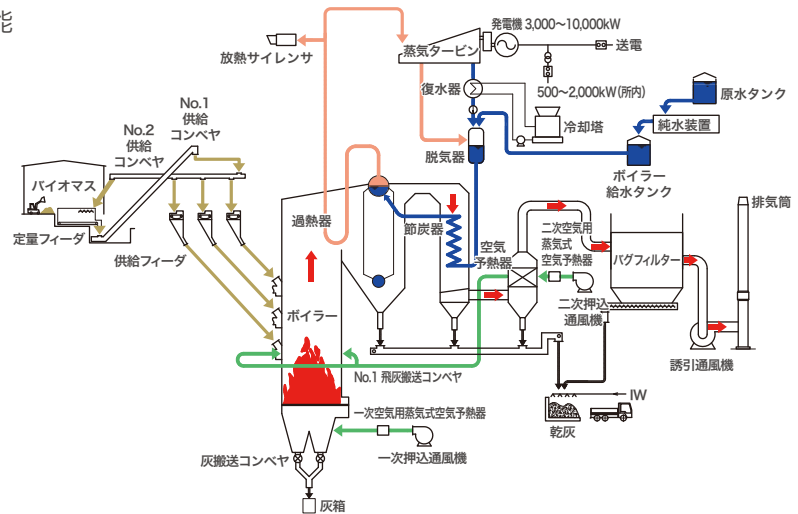 能
発電機 3,000～10,000kW
蒸気タービン
送電
放熱サイレンサ
復水器
500～2,000kW(所内)
原水タンク
冷却塔
純水装置
No.1
供給
コンベヤ
No.2
供給
コンベヤ
脱気器
ボイラー
給水タンク
バイオマス
排気筒
過熱器
節炭器
二次空気用
蒸気式
空気予熱器
定量フィーダ
空気
予熱器
供給フィーダ
バグフィルター
ボイラー
二次押込
通風機
誘引通風機
No.1 飛灰搬送コンベヤ
IW
一次空気用蒸気式空気予熱器
乾灰
灰搬送コンベヤ
一次押込通風機
灰箱